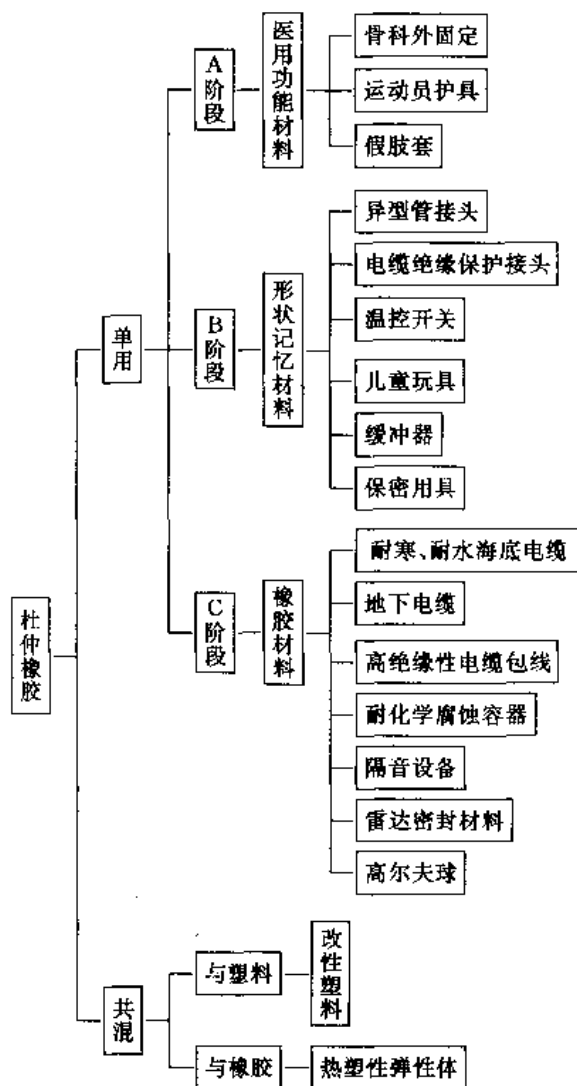 杜仲橡胶
单用
A阶段
医用功能材料
骨科外固定
运动员护具
假肢套
B阶段
形状记忆材料
异型管接头
电缆绝缘保护接头
温控开关
儿童玩具
缓冲器
保密用具
C阶段
橡胶材料
耐寒、耐水海底电缆
地下电缆
高绝缘性电缆包线
耐化学腐蚀容器
隔音设备
雷达密封材料
高尔夫球
共混
与塑料
改性塑料
与橡胶
热塑性弹性体